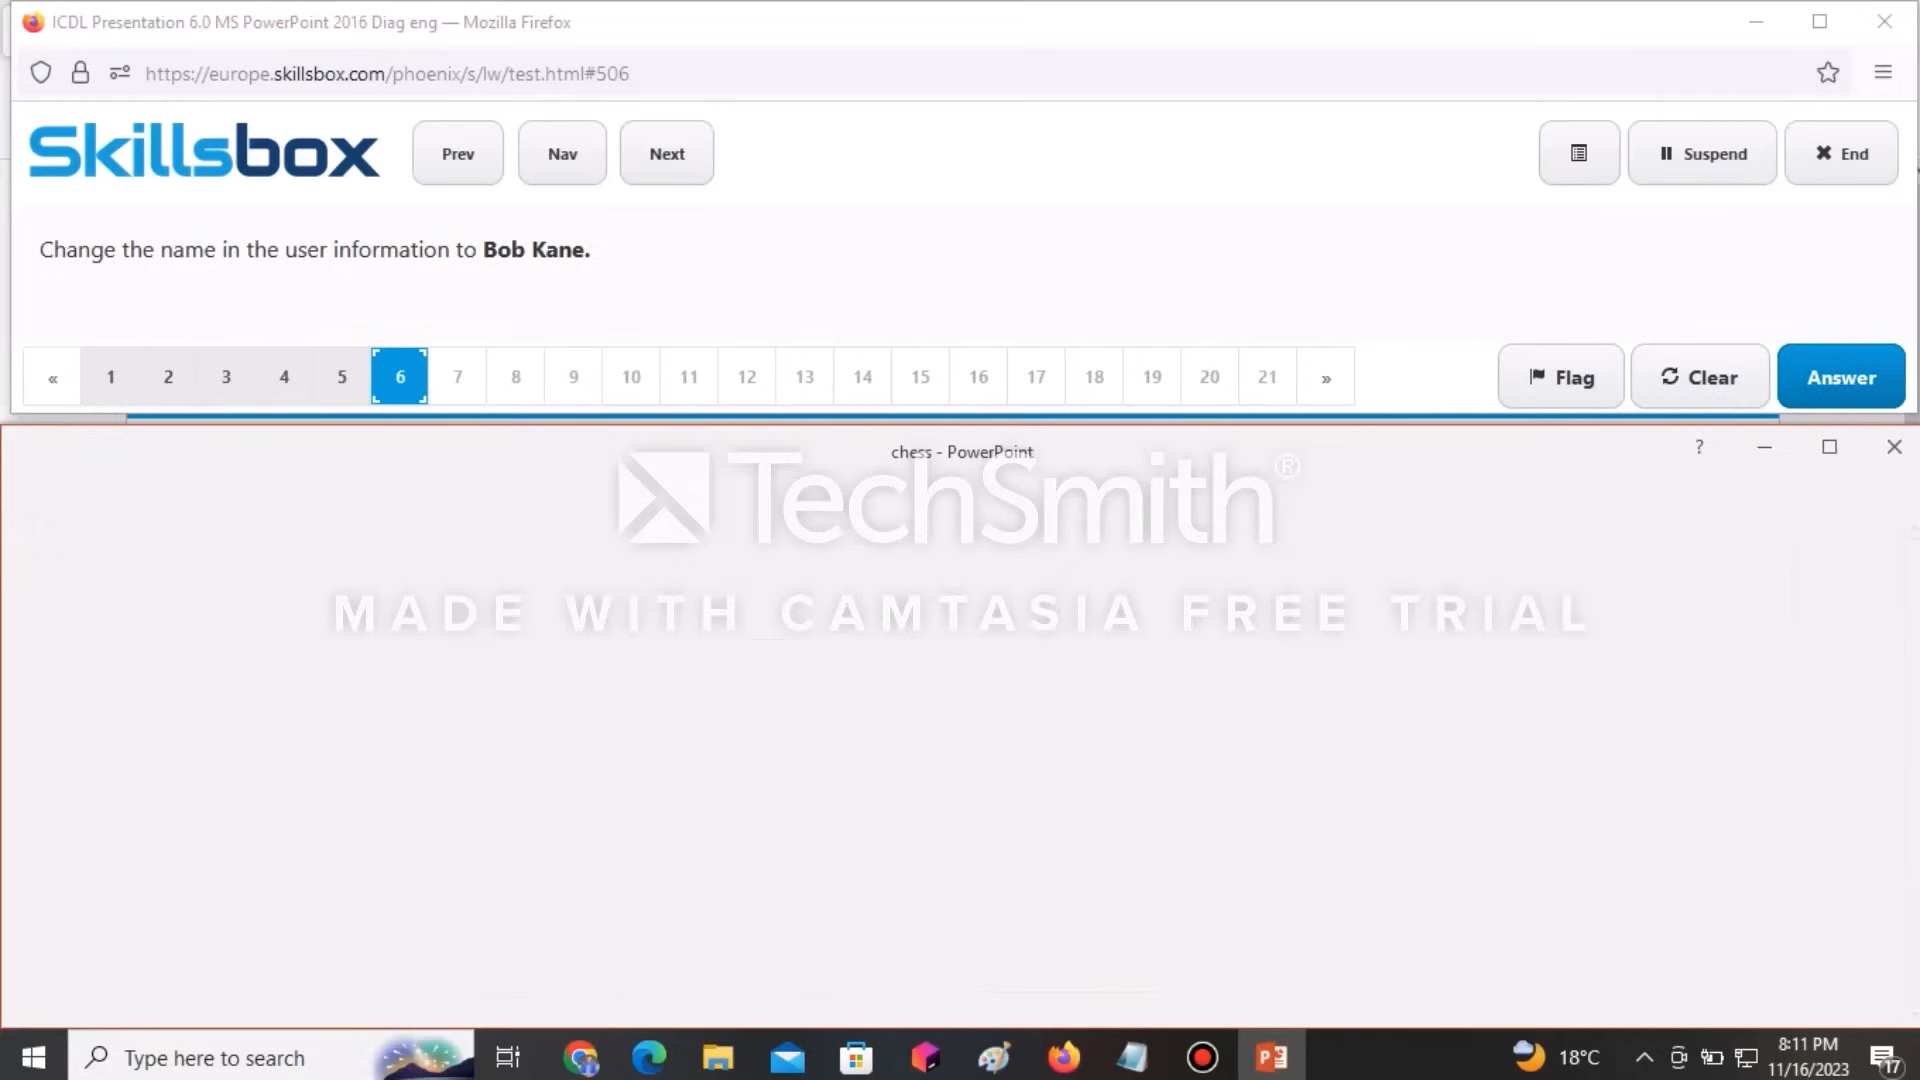 ICDL Presentation 6.0 MS PowerPoint 2016 Diag eng — Mozilla Firefox
https://europe.skillsbox.com/phoenix/s/lw/test.html#506
Skillsbox
Prev
Nav
Next
Suspend
End
Change the name in the user information to Bob Kane.
« 1 2 3 4 5 6 7 8 9 10 11 12 13 14 15 16 17 18 19 20 21 »
Flag
Clear
Answer
chess - PowerPoint
?
TechSmith®
MADE WITH CAMTASIA FREE TRIAL
Type here to search
18°C
8:11 PM
11/16/2023
17